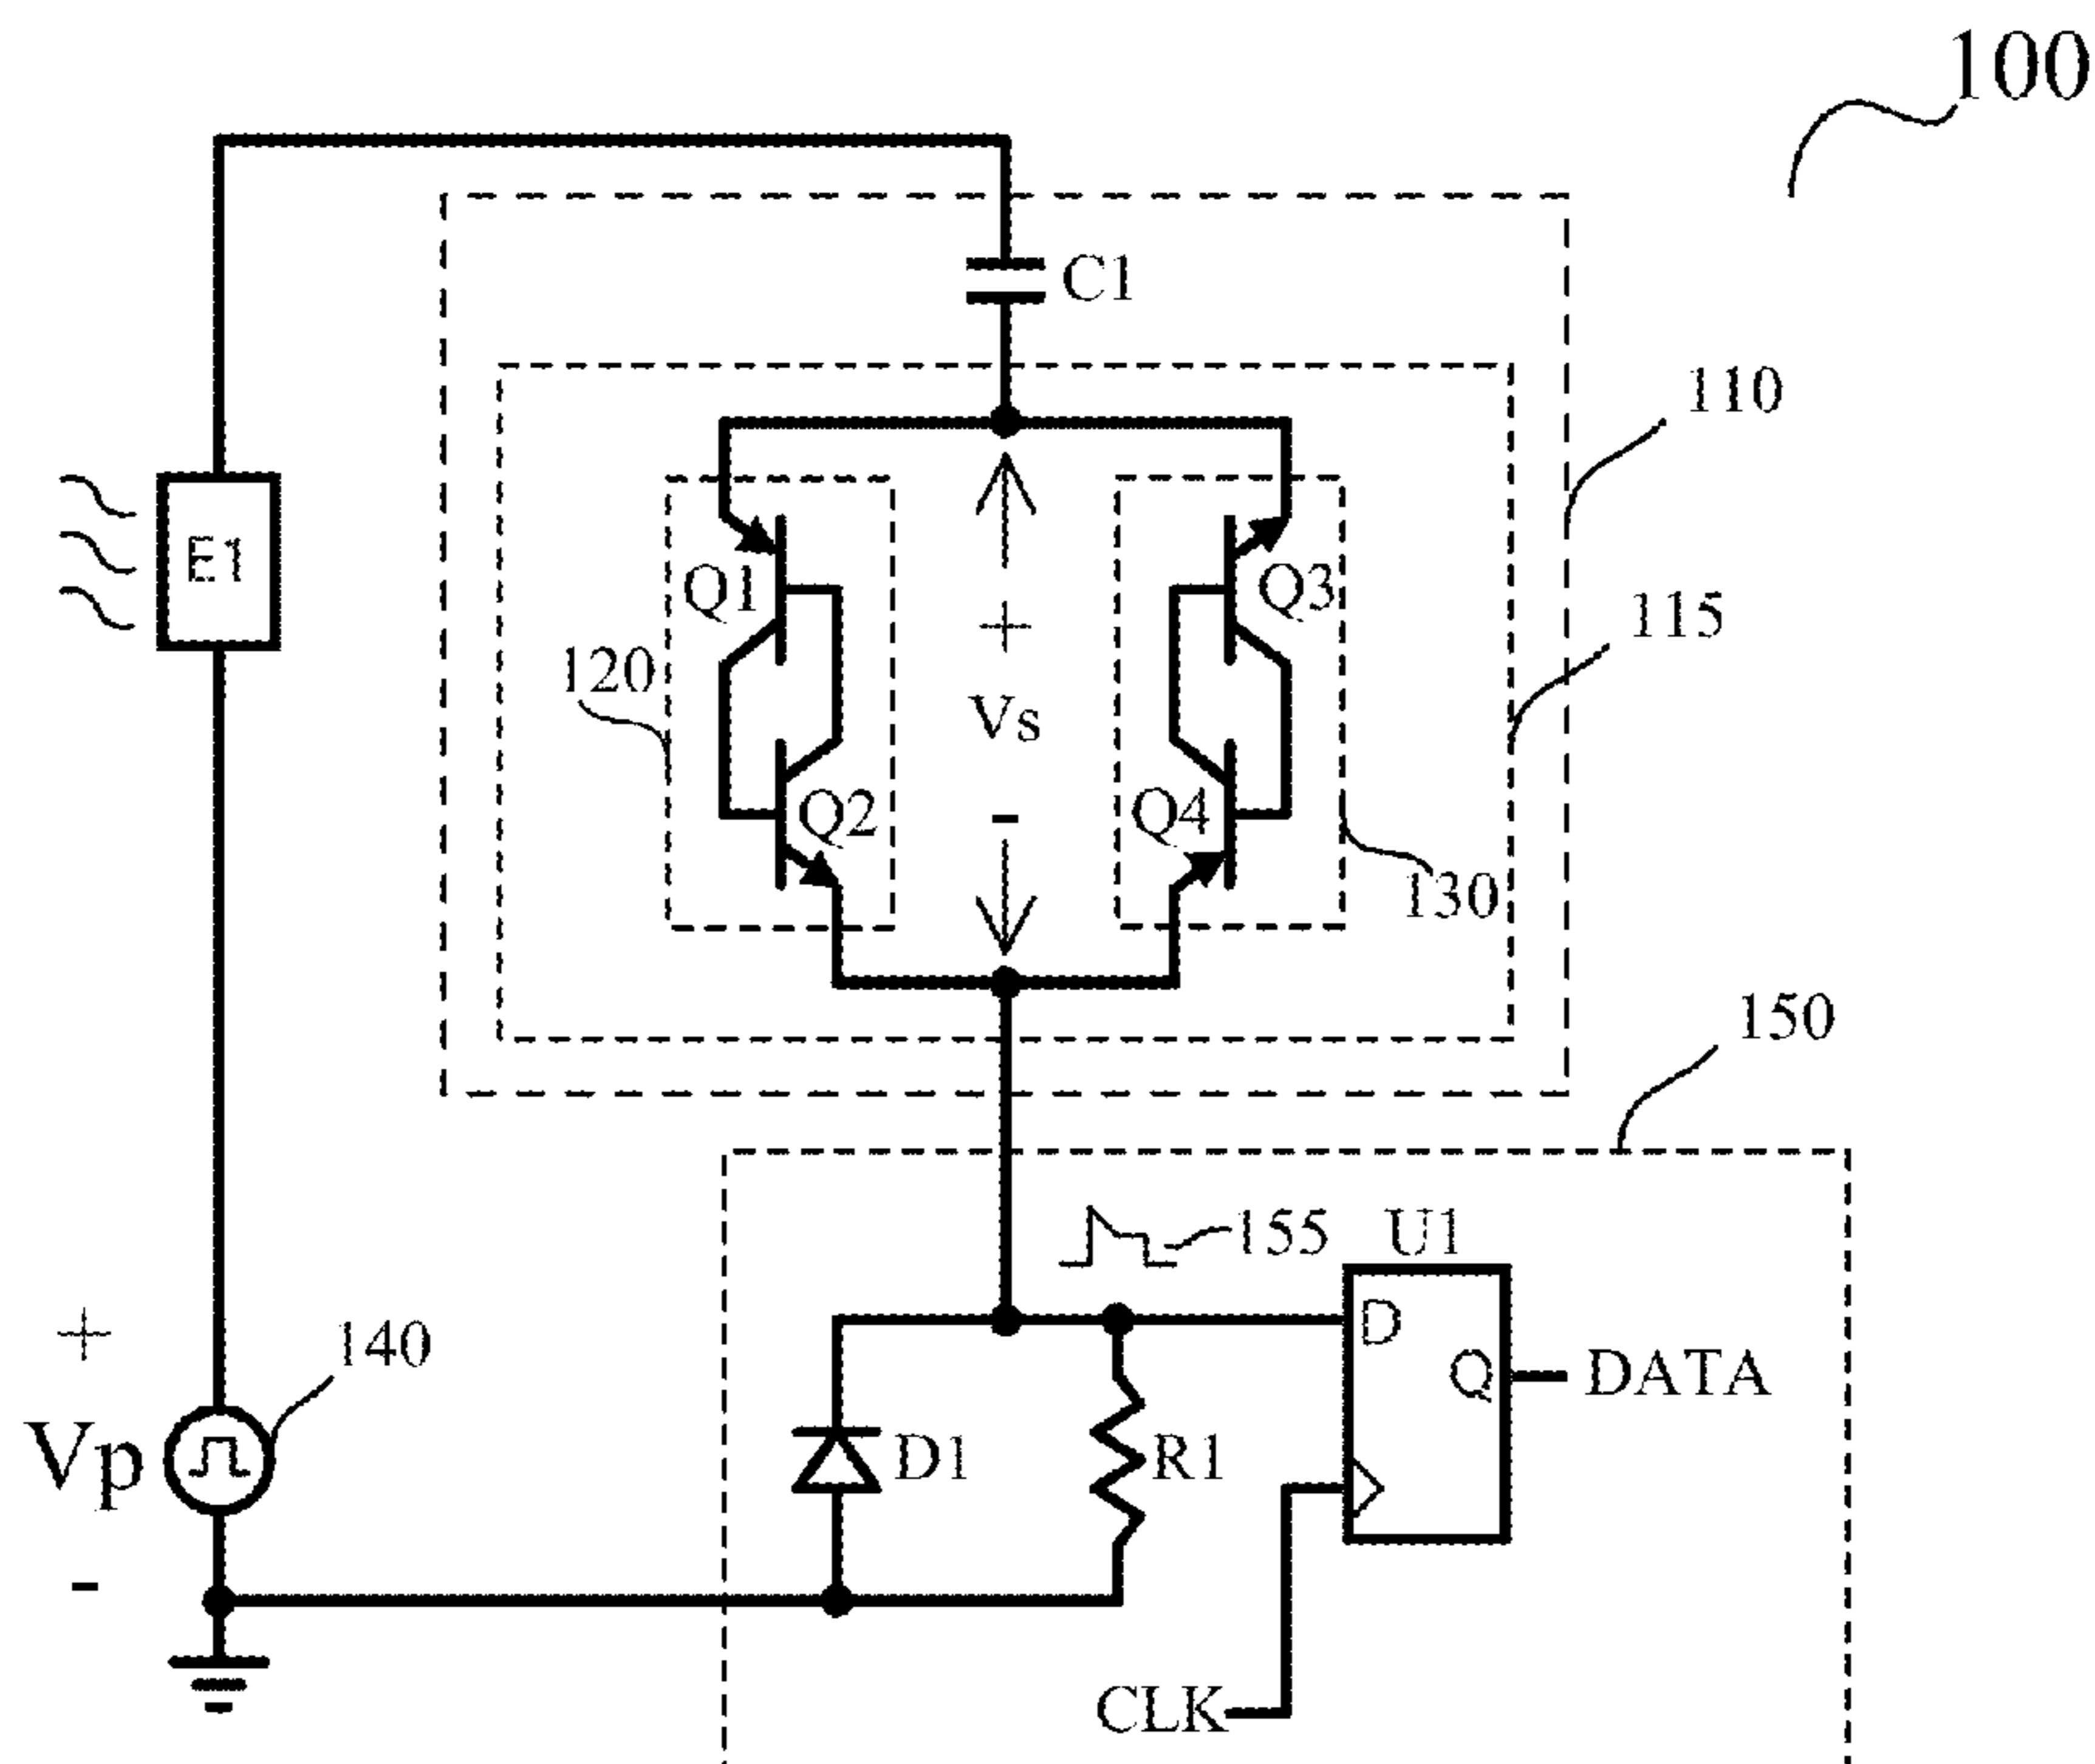 100
C1
110
E1
Q1
Q3
115
120
+
Vs
-
Q2
Q4
130
150
155
U1
+
140
D
Q
DATA
Vp
D1
R1
-
CLK